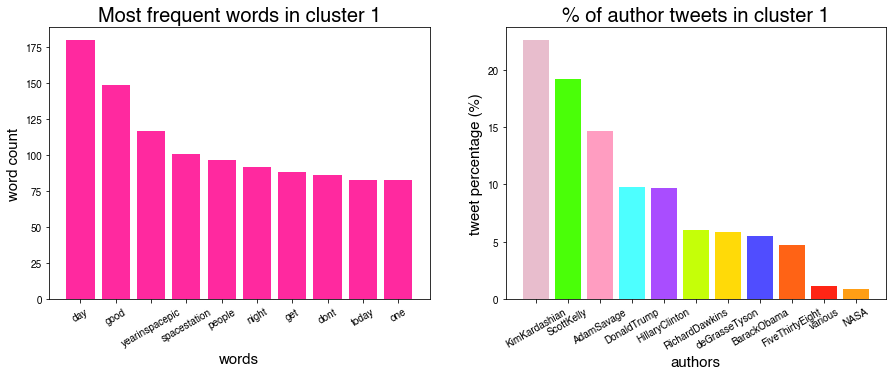 Most frequent words in cluster 1
word count
175
150
125
100
75
50
25
0
day
good
yearinspacepic
spacestation
people
night
get
dont
today
one
words
% of author tweets in cluster 1
tweet percentage (%)
20
15
10
5
0
KimKardashian
ScottKelly
AdamSavage
DonaldTrump
HillaryClinton
RichardDawkins
deGrasseTyson
BarackObama
FiveThirtyEight
various
NASA
authors